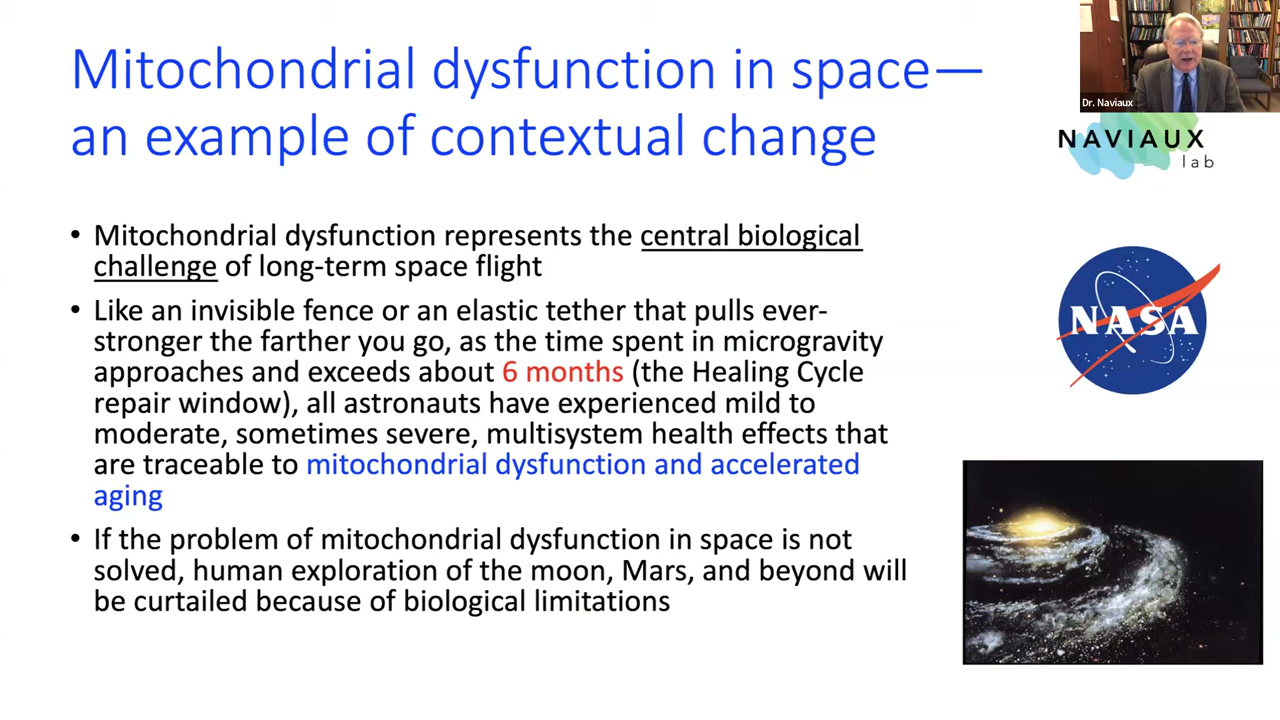 Mitochondrial dysfunction in space—
an example of contextual change
Dr. Naviaux
NAVIAUX
lab
• Mitochondrial dysfunction represents the central biological
challenge of long-term space flight
• Like an invisible fence or an elastic tether that pulls ever-
stronger the farther you go, as the time spent in microgravity
approaches and exceeds about 6 months (the Healing Cycle
repair window), all astronauts have experienced mild to
moderate, sometimes severe, multisystem health effects that
are traceable to mitochondrial dysfunction and accelerated
aging
• If the problem of mitochondrial dysfunction in space is not
solved, human exploration of the moon, Mars, and beyond will
be curtailed because of biological limitations
NASA